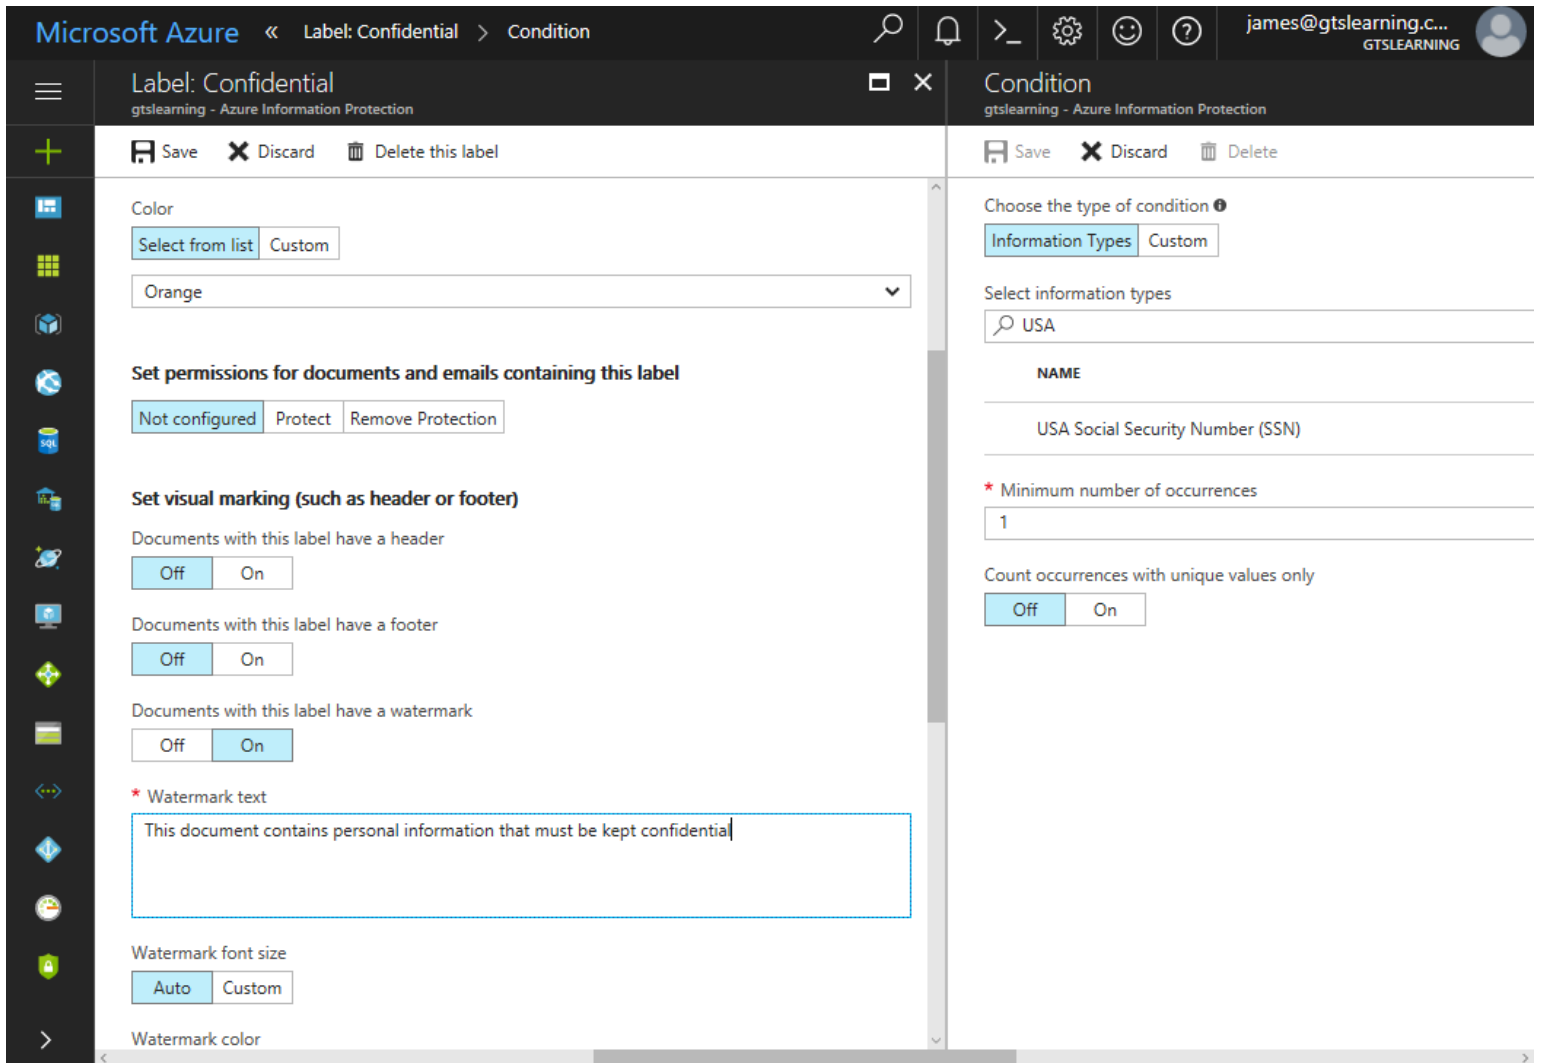 Microsoft Azure « Label: Confidential > Condition
james@gtslearning.c...
GTSLEARNING
Label: Confidential
gtslearning - Azure Information Protection
Save Discard Delete this label
Color
Select from list Custom
Orange
Set permissions for documents and emails containing this label
Not configured Protect Remove Protection
Set visual marking (such as header or footer)
Documents with this label have a header
Off On
Documents with this label have a footer
Off On
Documents with this label have a watermark
Off On
* Watermark text
This document contains personal information that must be kept confidential
Watermark font size
Auto Custom
Watermark color
Condition
gtslearning - Azure Information Protection
Save Discard Delete
Choose the type of condition
Information Types Custom
Select information types
USA
NAME
USA Social Security Number (SSN)
* Minimum number of occurrences
1
Count occurrences with unique values only
Off On
SQL